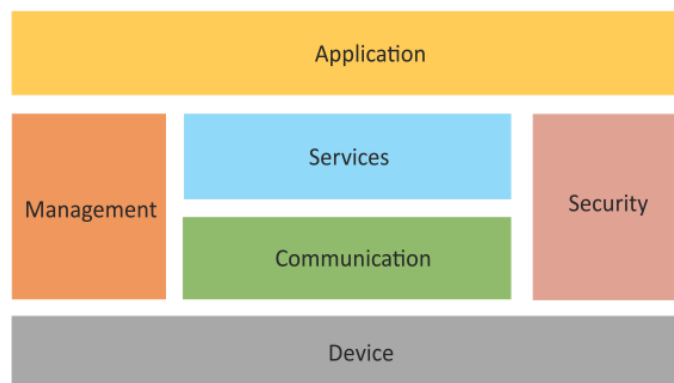 Application
Services
Management
Security
Communication
Device